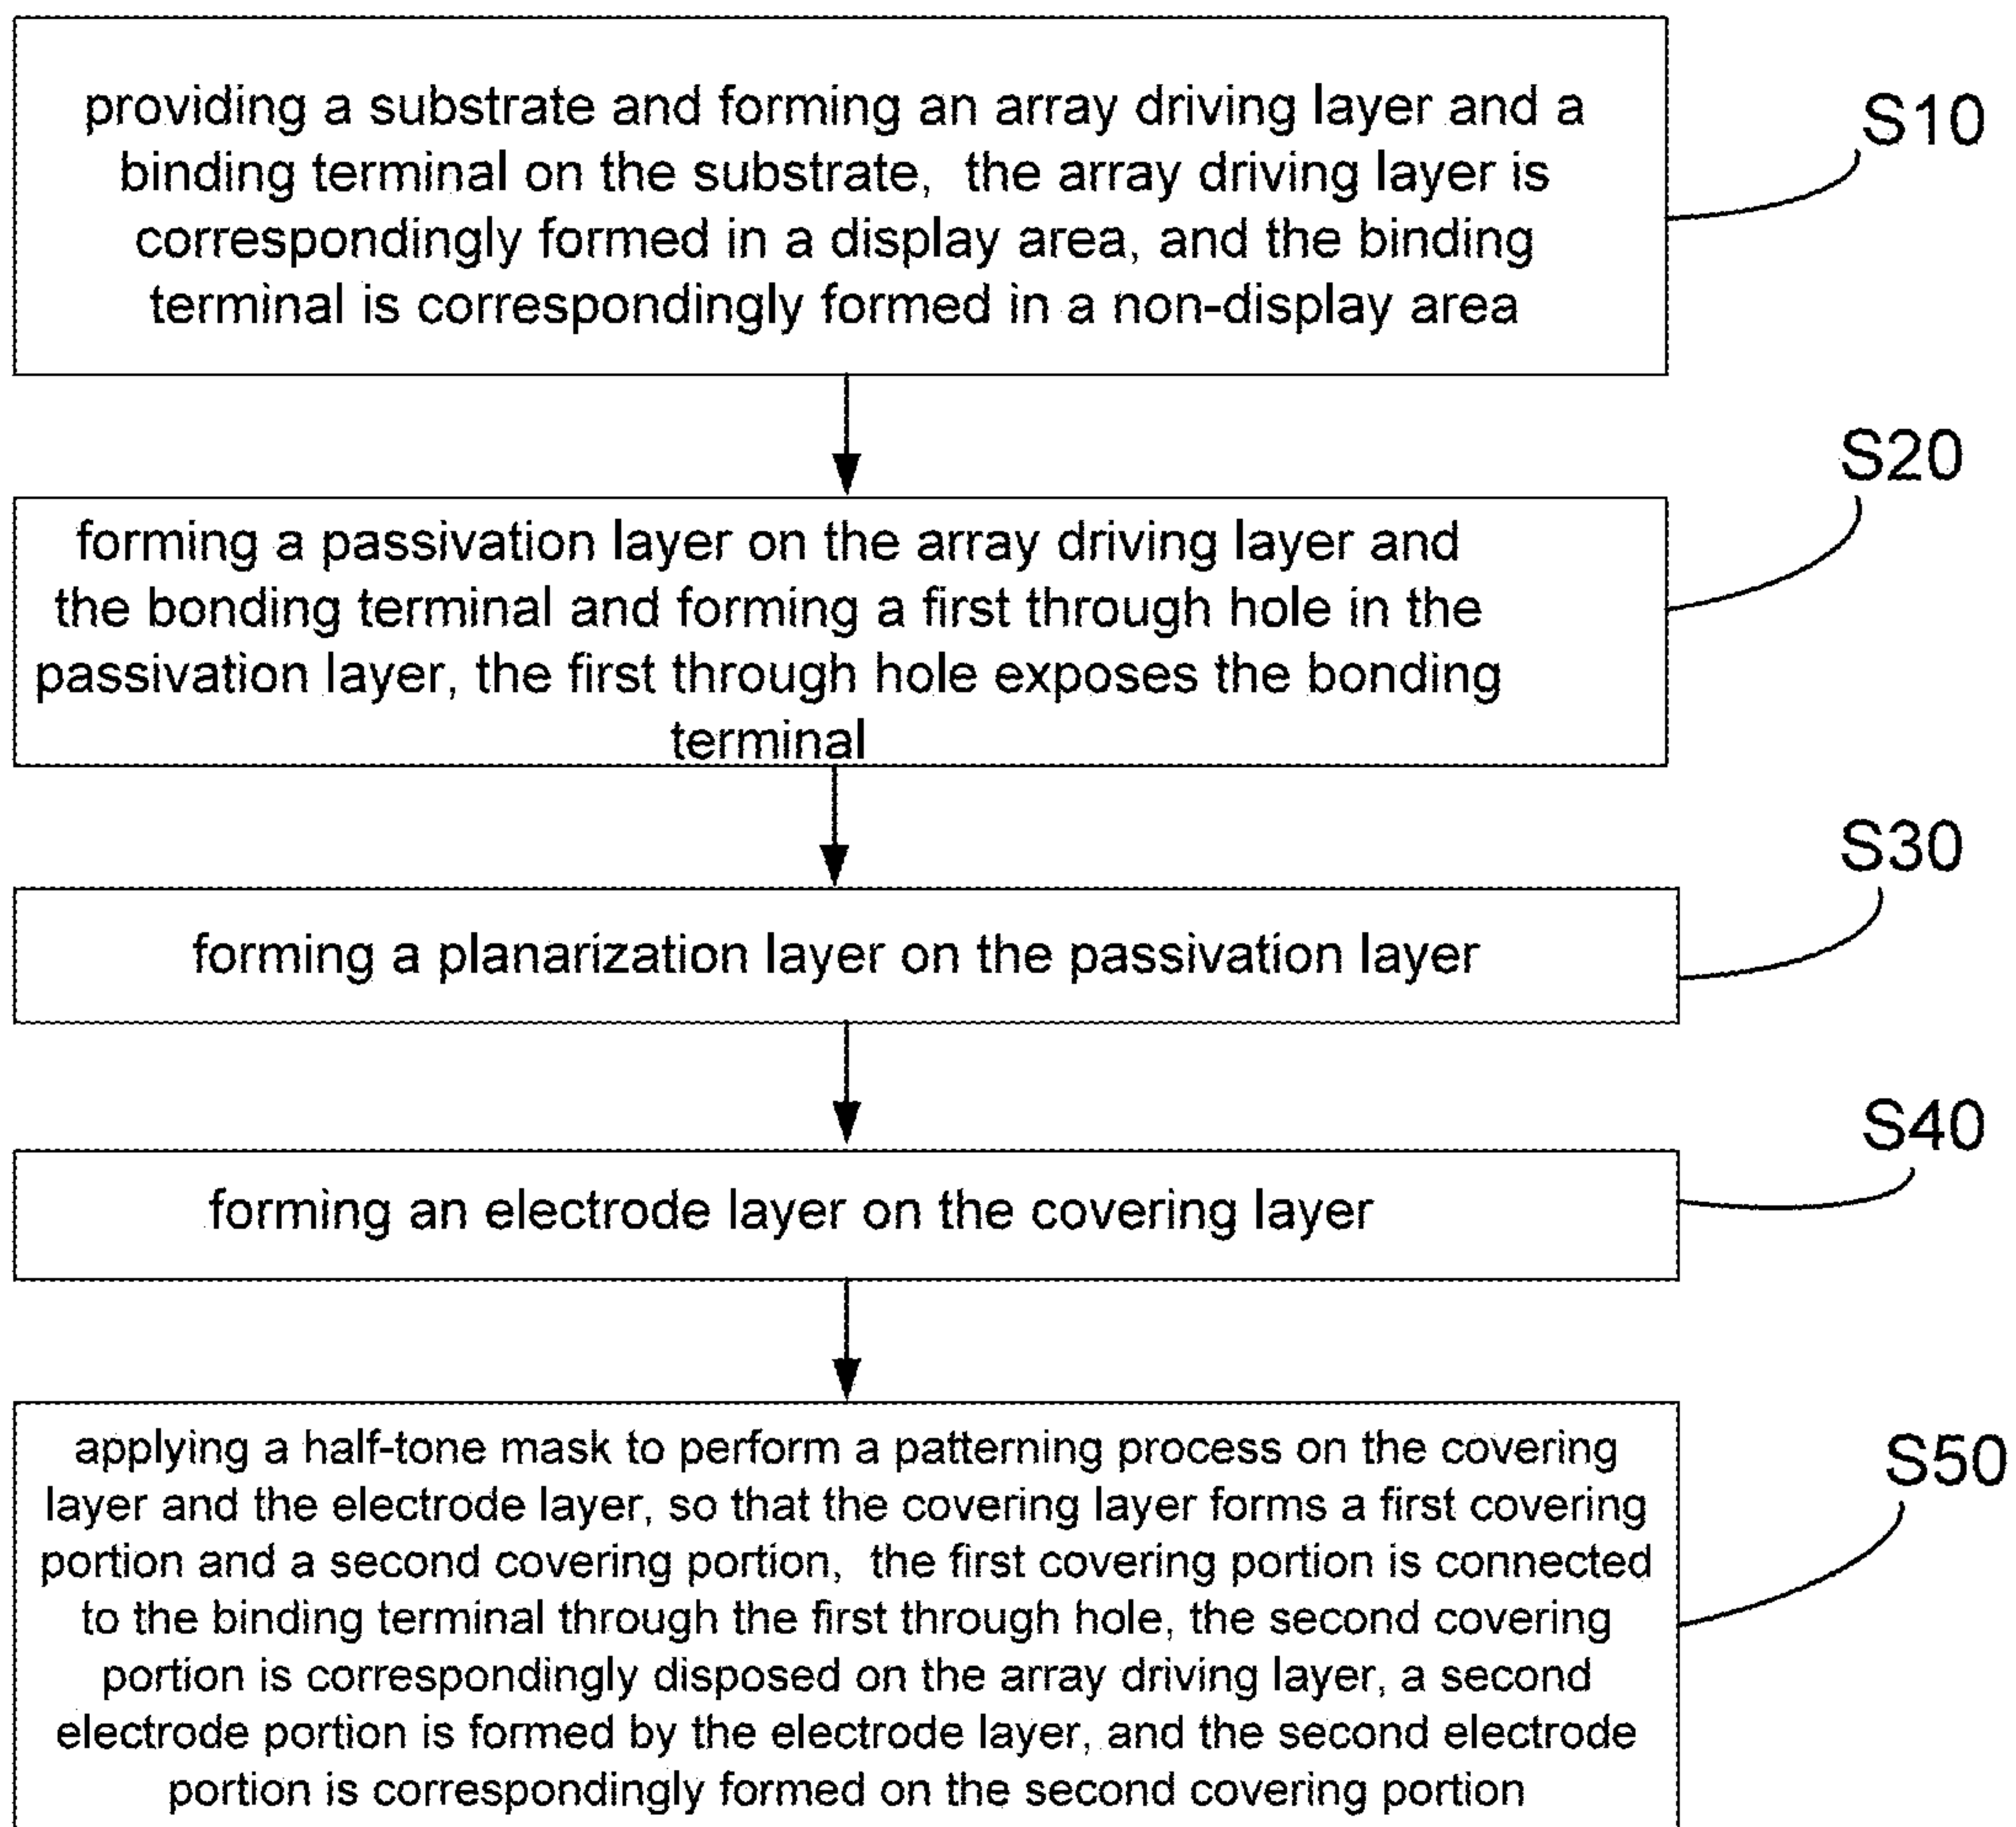 providing a substrate and forming an array driving layer and a
binding terminal on the substrate, the array driving layer is
correspondingly formed in a display area, and the binding
terminal is correspondingly formed in a non-display area
S10
forming a passivation layer on the array driving layer and
the bonding terminal and forming a first through hole in the
passivation layer, the first through hole exposes the bonding
terminal
S20
forming a planarization layer on the passivation layer
S30
forming an electrode layer on the covering layer
S40
applying a half-tone mask to perform a patterning process on the covering
layer and the electrode layer, so that the covering layer forms a first covering
portion and a second covering portion, the first covering portion is connected
to the binding terminal through the first through hole, the second covering
portion is correspondingly disposed on the array driving layer, a second
electrode portion is formed by the electrode layer, and the second electrode
portion is correspondingly formed on the second covering portion
S50